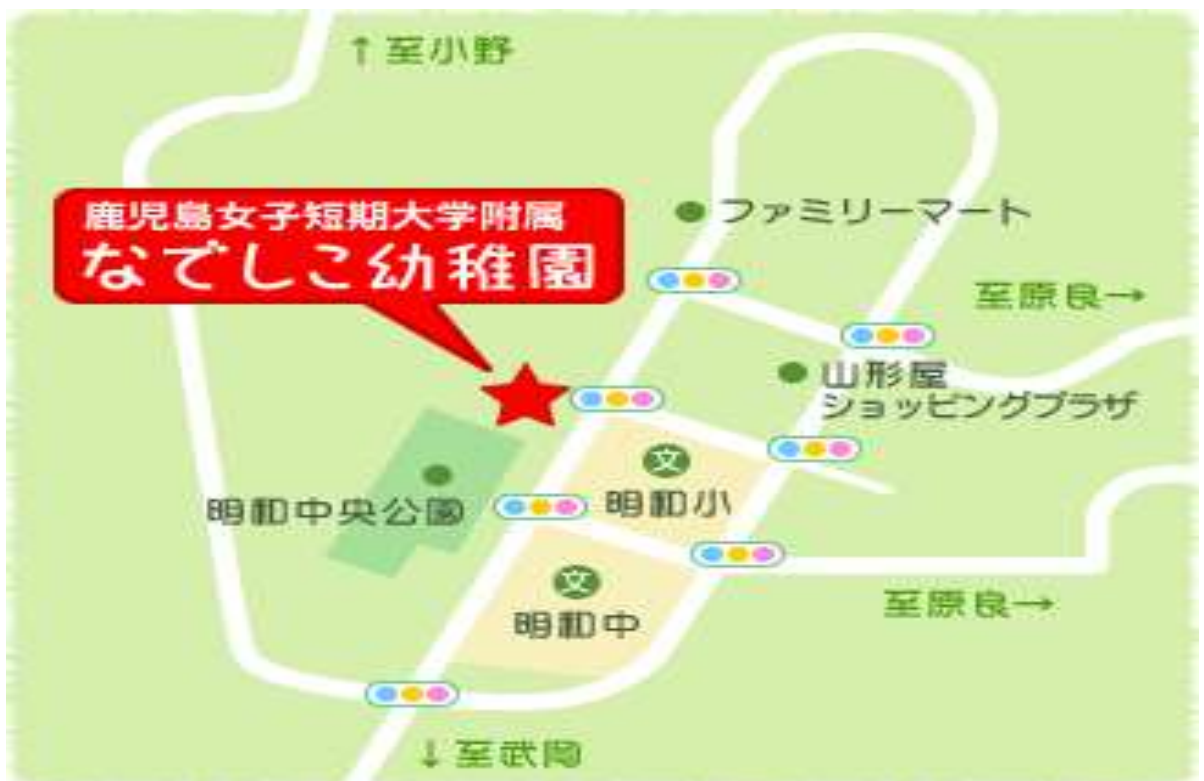 ↑至小野
鹿児島女子短期大学附属
なでしこ幼稚園
ファミリーマート
至原良→
山形屋
ショッピングプラザ
文
明和小
明和中央公園
文
明和中
至原良→
↓至武岡